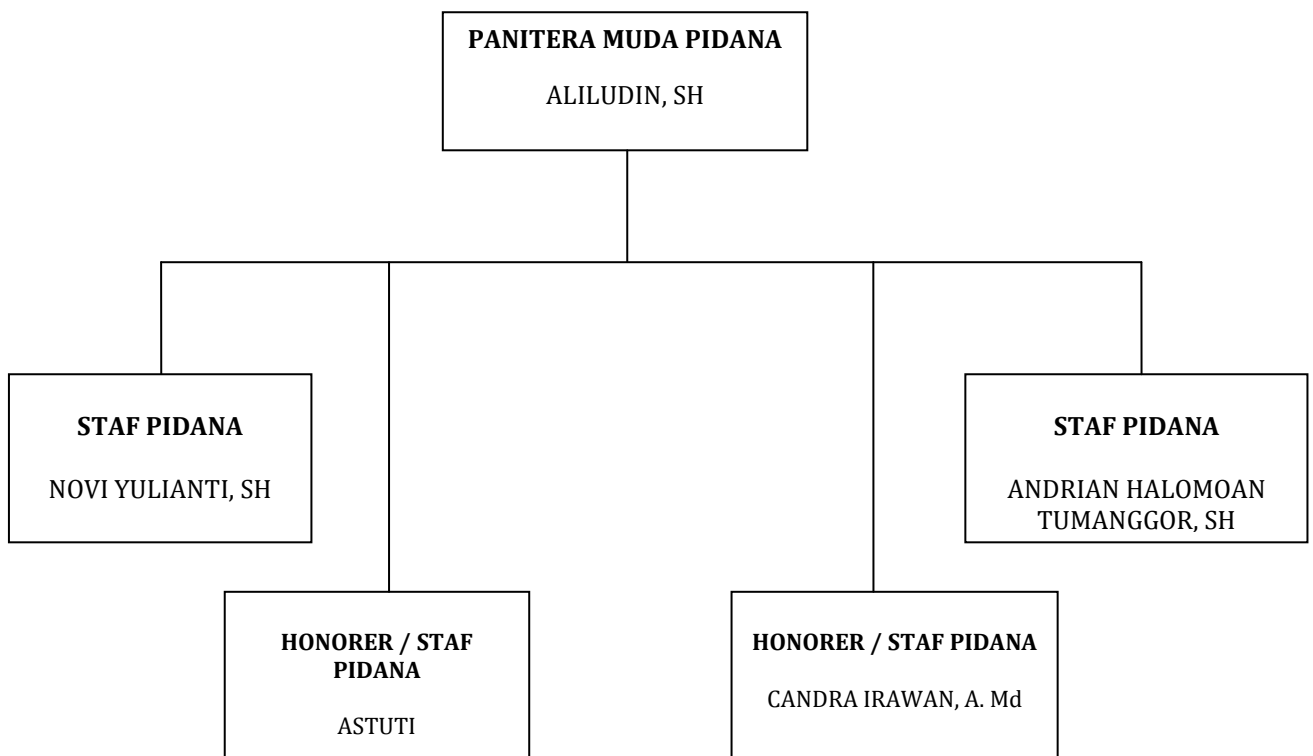 PANITERA MUDA PIDANA
ALILUDIN, SH
STAF PIDANA
NOVI YULIANTI, SH
STAF PIDANA
ANDRIAN HALOMOAN
TUMANGGOR, SH
HONORER / STAF
PIDANA
ASTUTI
HONORER / STAF PIDANA
CANDRA IRAWAN, A. Md